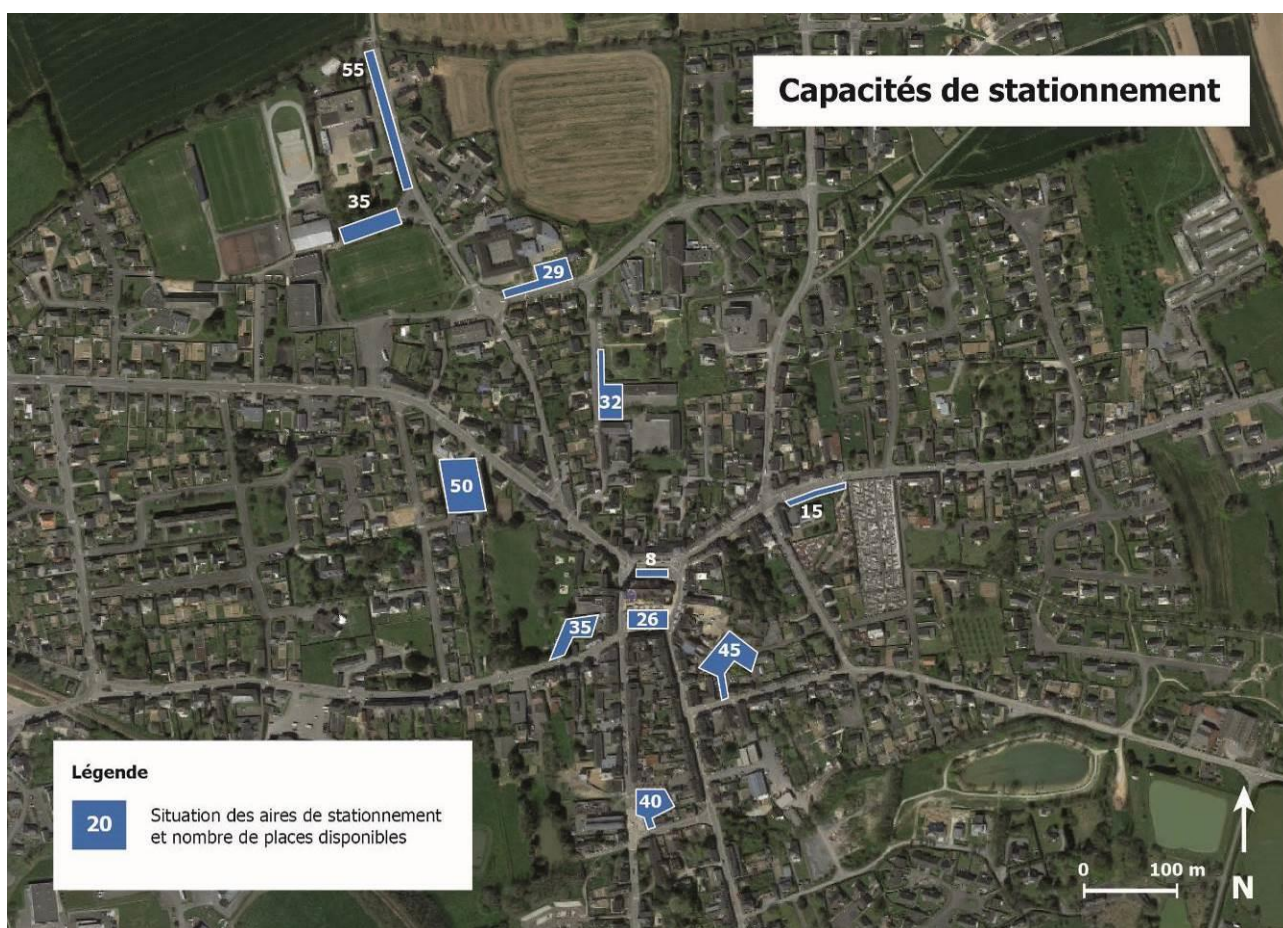 Capacités de stationnement
55
35
29
32
50
15
8
26
35
45
40
Légende
20
Situation des aires de stationnement
et nombre de places disponibles
0 100 m
N